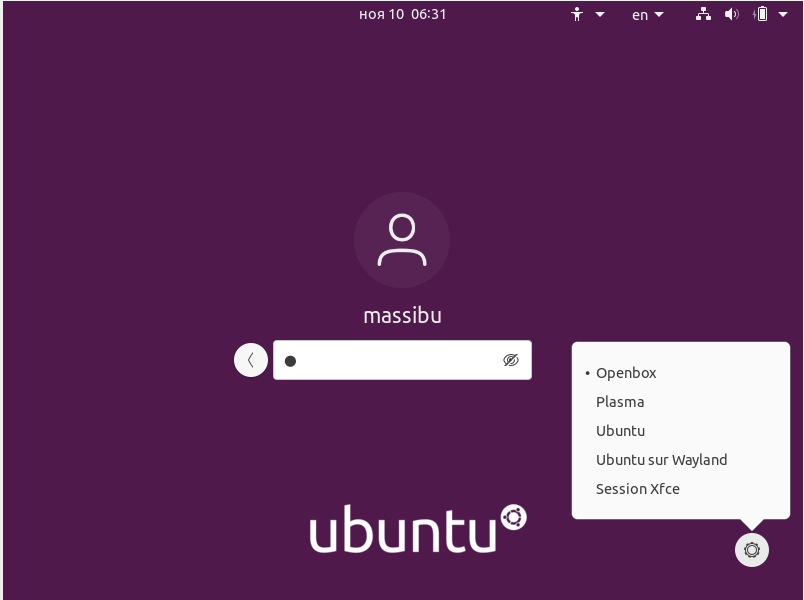 ноя 10 06:31
en
massibu
Openbox
Plasma
Ubuntu
Ubuntu sur Wayland
Session Xfce
ubuntu